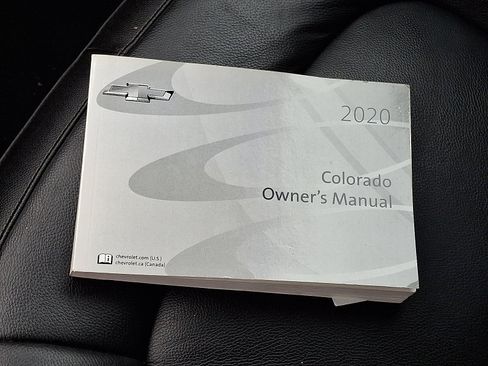 2020
Colorado
Owner's Manual
chevrolet.com (U.S.)
chevrolet.ca (Canada)